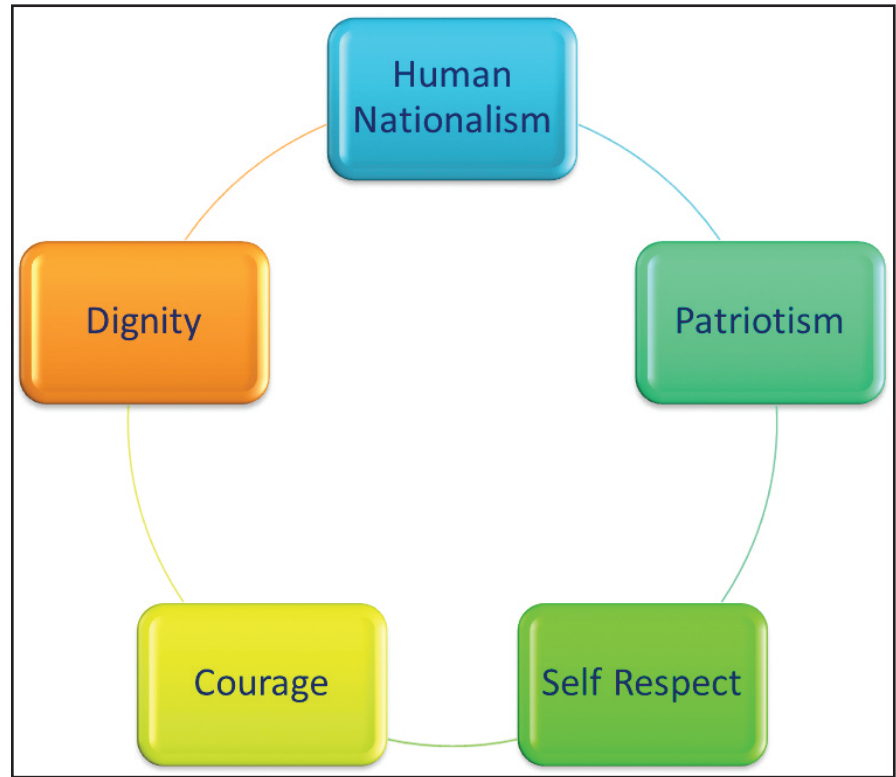 Human
Nationalism
Patriotism
Self Respect
Courage
Dignity